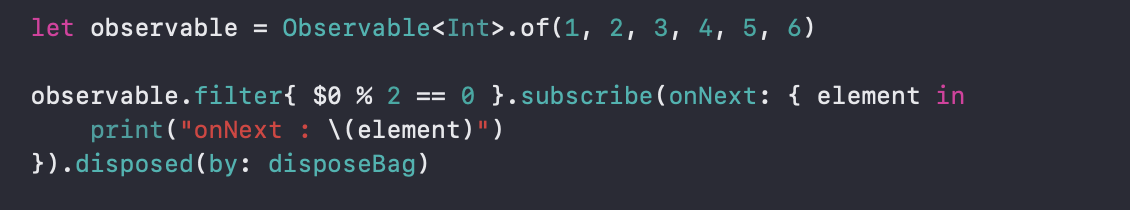 let observable = Observable<Int>.of(1, 2, 3, 4, 5, 6)
observable.filter{ $0 % 2 == 0 }.subscribe(onNext: { element in
    print("onNext : \(element)")
}).disposed(by: disposeBag)